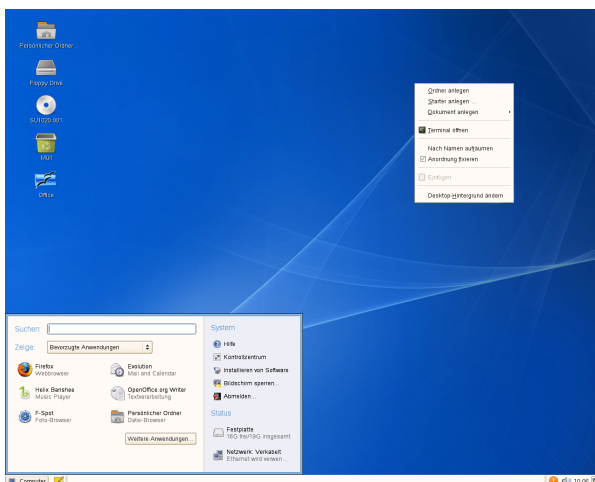 Persönlicher Ordner
Floppy Drive
SU1020.001
Müll
Office
Ordner anlegen
Starter anlegen ...
Dokument anlegen
Terminal öffnen
Nach Namen aufräumen
Anordnung fixieren
Einfügen
Desktop-Hintergrund ändern
Suchen:
Zeige: Bevorzugte Anwendungen
Firefox
Webbrowser
Evolution
Mail and Calendar
Helix Banshee
Music Player
OpenOffice.org Writer
Textverarbeitung
F-Spot
Foto-Browser
Persönlicher Ordner
Datei-Browser
Weitere Anwendungen...
System
Hilfe
Kontrollzentrum
Installieren von Software
Bildschirm sperren...
Abmelden...
Status
Festplatte
16G frei/19G insgesamt
Netzwerk: Verkabelt
Ethernet wird verwen...
Computer
10:06